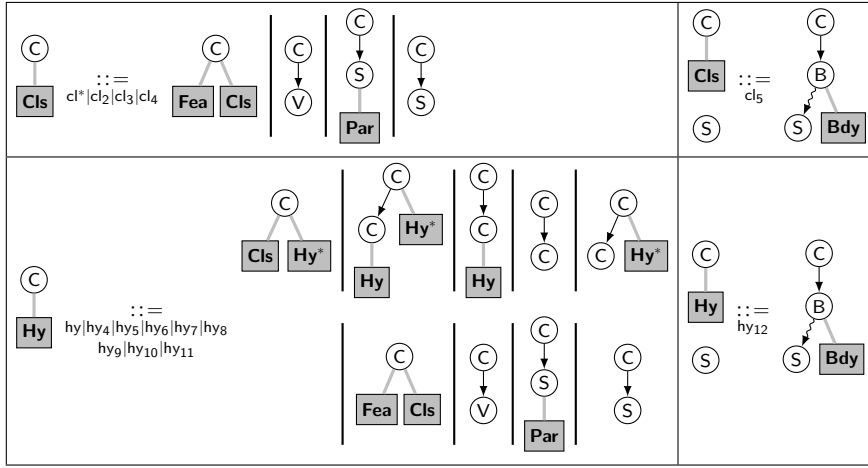 C C C C C C C
::=
Cls cl*|cl₂|cl₃|cl₄ Fea Cls V S S Cls ::= B
cl₅
Par S S Bdy
C C C C C
Cls Hy* C Hy* C C C Hy*
C Hy Hy C
::= Hy ::= B
Hy hy|hy₄|hy₅|hy₆|hy₇|hy₈ hy₁₂
hy₉|hy₁₀|hy₁₁ C C C C S S Bdy
Fea Cls V S S
Par